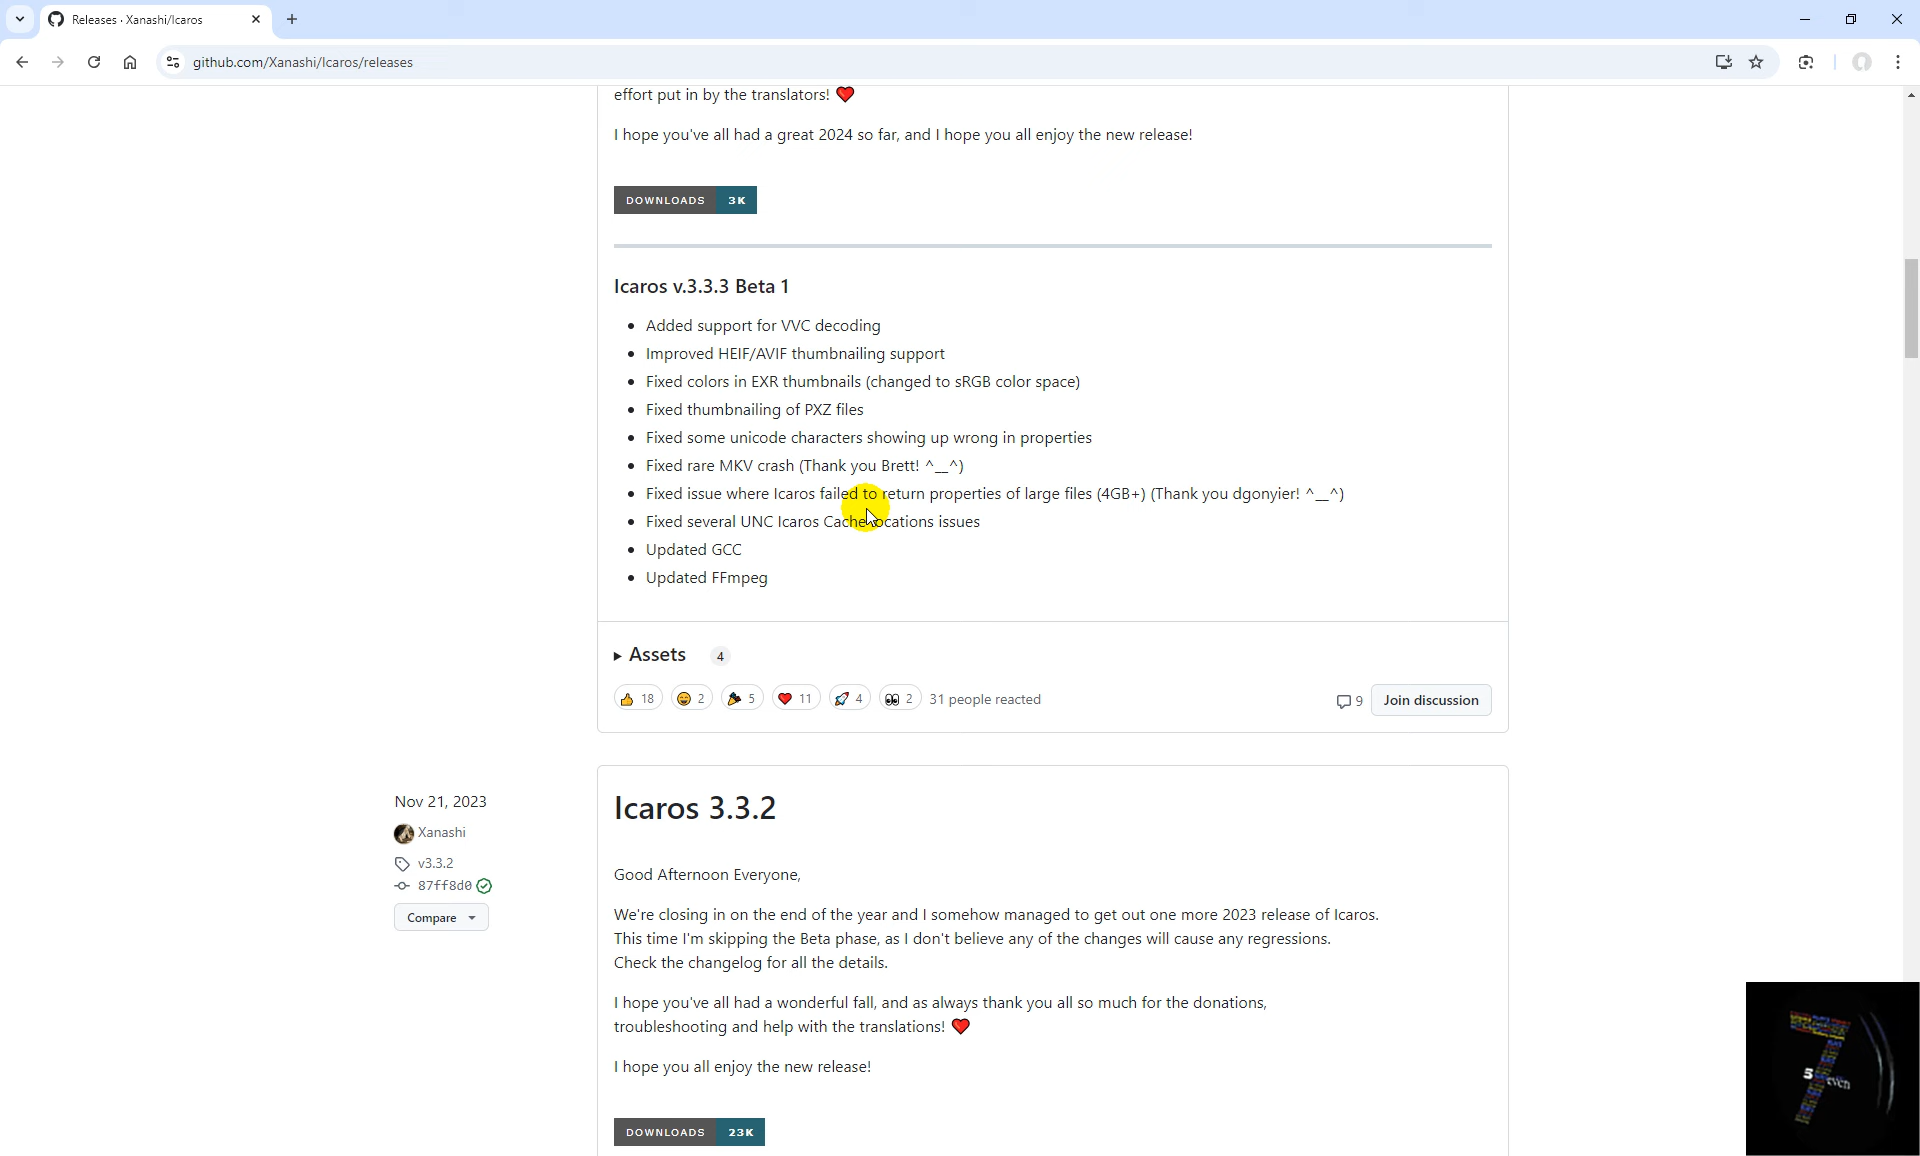 Releases · Xanashi/Icaros
github.com/Xanashi/Icaros/releases
effort put in by the translators! ❤️
I hope you've all had a great 2024 so far, and I hope you all enjoy the new release!
DOWNLOADS 3K
Icaros v.3.3.3 Beta 1
• Added support for VVC decoding
• Improved HEIF/AVIF thumbnailing support
• Fixed colors in EXR thumbnails (changed to sRGB color space)
• Fixed thumbnailing of PXZ files
• Fixed some unicode characters showing up wrong in properties
• Fixed rare MKV crash (Thank you Brett! ^__^)
• Fixed issue where Icaros failed to return properties of large files (4GB+) (Thank you dgonyier! ^__^)
• Fixed several UNC Icaros Cache locations issues
• Updated GCC
• Updated FFmpeg
Assets 4
👍 18 😄 2 🎉 5 ❤️ 11 🚀 4 👀 2 31 people reacted
9 Join discussion
Nov 21, 2023
Xanashi
v3.3.2
87ff8d0
Compare
Icaros 3.3.2
Good Afternoon Everyone,
We're closing in on the end of the year and I somehow managed to get out one more 2023 release of Icaros.
This time I'm skipping the Beta phase, as I don't believe any of the changes will cause any regressions.
Check the changelog for all the details.
I hope you've all had a wonderful fall, and as always thank you all so much for the donations,
troubleshooting and help with the translations! ❤️
I hope you all enjoy the new release!
DOWNLOADS 23K